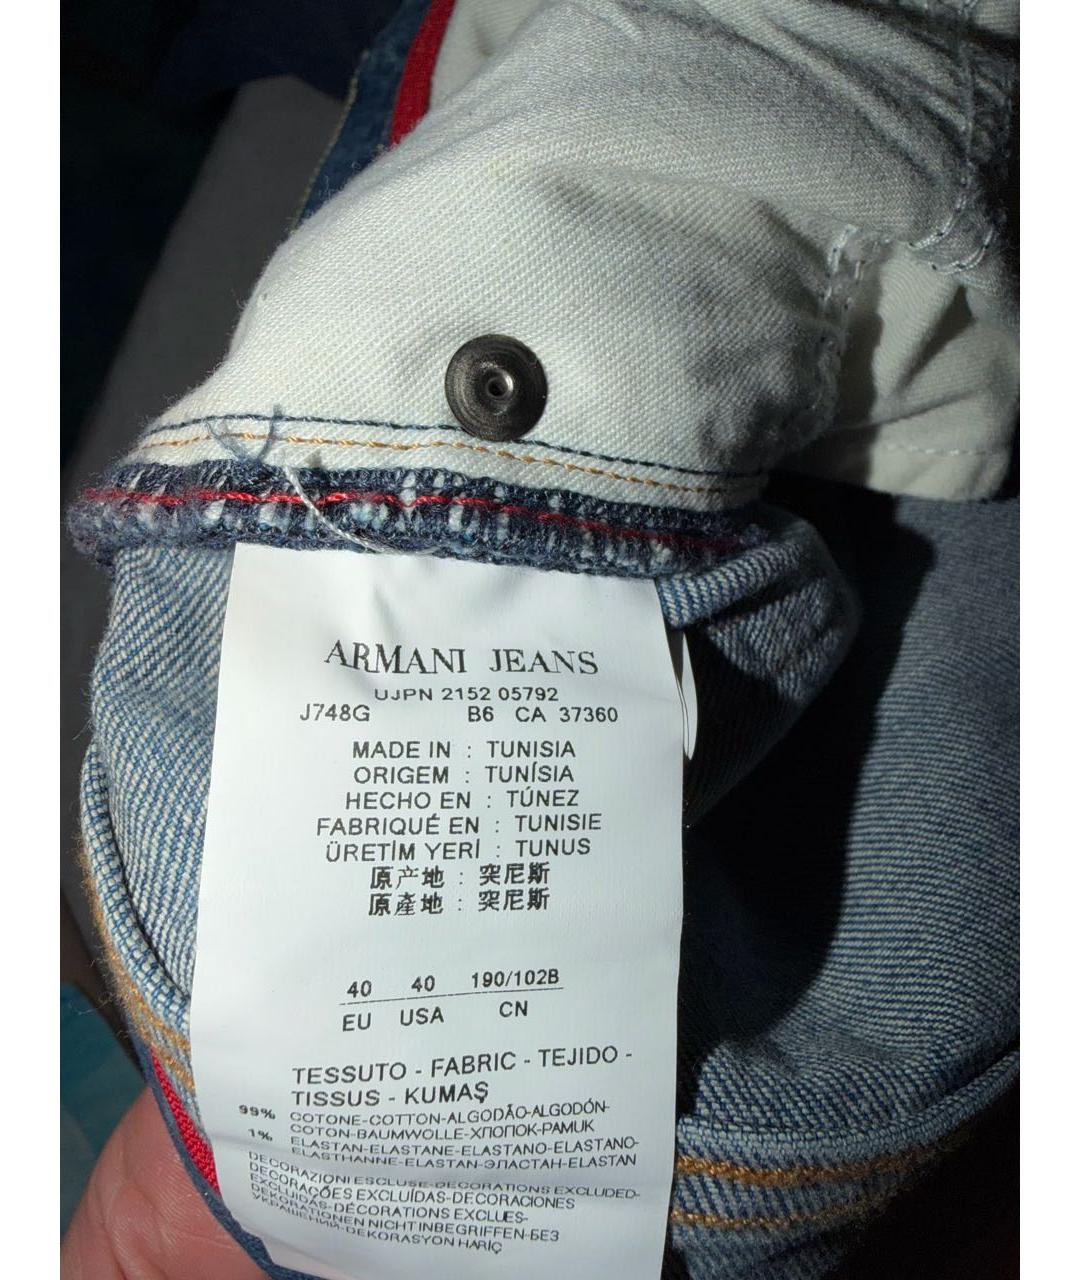 ARMANI JEANS
UJPN 2152 05792
J748G B6 CA 37360
MADE IN : TUNISIA
ORIGEM : TUNÍSIA
HECHO EN : TÚNEZ
FABRIQUÉ EN : TUNISIE
ÜRETİM YERİ : TUNUS
原产地 : 突尼斯
原產地 : 突尼斯
40 40 190/102B
EU USA CN
TESSUTO - FABRIC - TEJIDO -
TISSUS - KUMAŞ
99% COTONE-COTTON-ALGODÃO-ALGODÓN-
COTON-BAUMWOLLE-ХЛОПОК-PAMUK
1% ELASTAN-ELASTANE-ELASTANO-ELASTANO-
ELASTHANNE-ELASTAN-ЭЛАСТАН-ELASTAN
DECORAZIONI ESCLUSE-DECORATIONS EXCLUDED-
DECORAÇÕES EXCLUÍDAS-DECORACIONES
EXCLUIDAS-DÉCORATIONS EXCLUES-
DEKORATIONEN NICHT INBEGRIFFEN-БЕЗ
УКРАШЕНИЙ-DEKORASYON HARİÇ